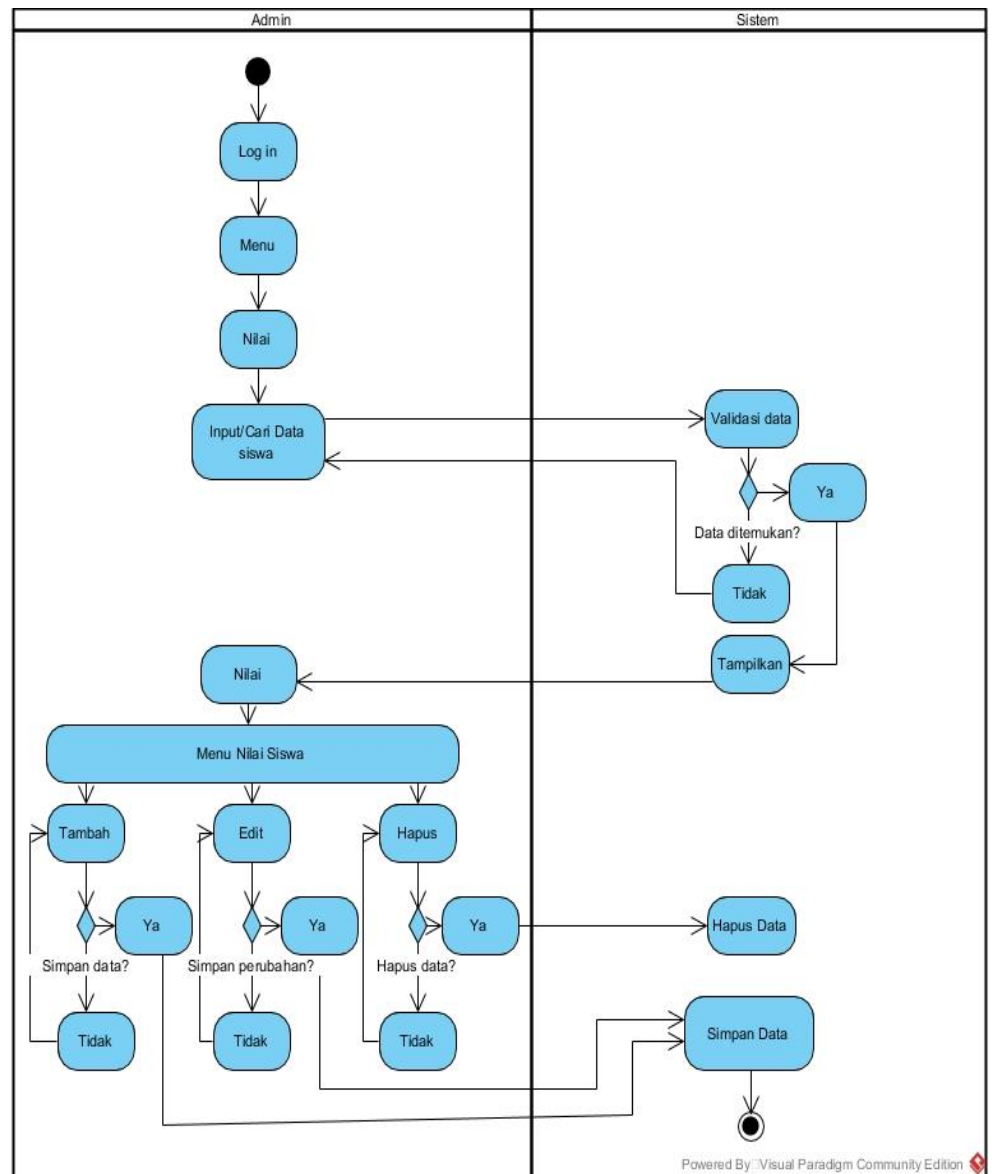 Admin
Sistem
Log in
Menu
Nilai
Input/Cari Data
siswa
Validasi data
Ya
Data ditemukan?
Tidak
Tampilkan
Nilai
Menu Nilai Siswa
Tambah
Edit
Hapus
Ya
Ya
Ya
Hapus Data
Simpan data?
Simpan perubahan?
Hapus data?
Tidak
Tidak
Tidak
Simpan Data
Powered By Visual Paradigm Community Edition